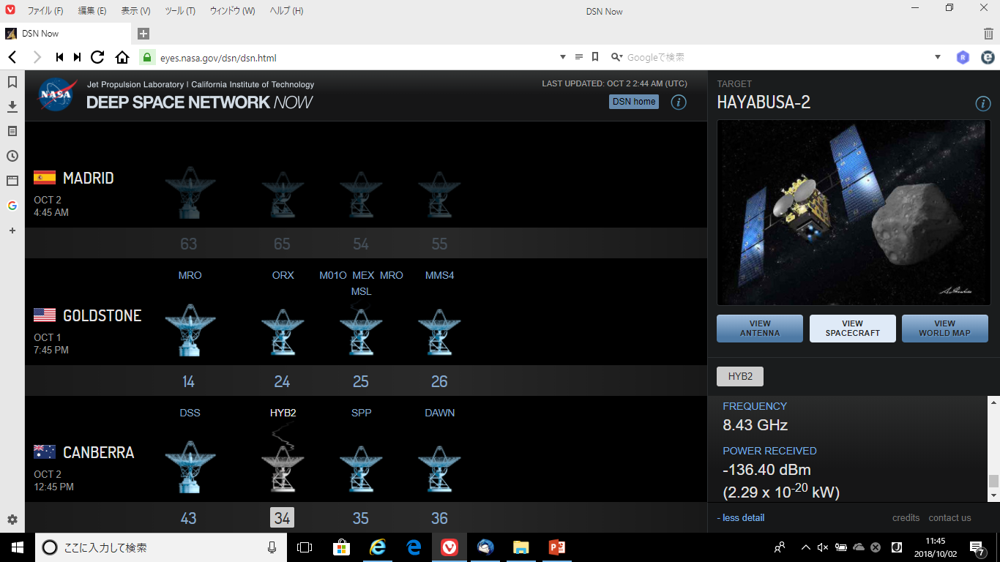 ファイル (F) 編集 (E) 表示 (V) ツール (T) ウィンドウ (W) ヘルプ (H)
DSN Now
DSN Now
eyes.nasa.gov/dsn/dsn.html
Googleで検索
NASA
Jet Propulsion Laboratory | California Institute of Technology
DEEP SPACE NETWORK NOW
LAST UPDATED: OCT 2 2:44 AM (UTC)
DSN home
MADRID
OCT 2
4:45 AM
63 65 54 55
MRO ORX M01O MEX MRO MMS4
MSL
GOLDSTONE
OCT 1
7:45 PM
14 24 25 26
DSS HYB2 SPP DAWN
CANBERRA
OCT 2
12:45 PM
43 34 35 36
TARGET
HAYABUSA-2
VIEW ANTENNA
VIEW SPACECRAFT
VIEW WORLD MAP
HYB2
FREQUENCY
8.43 GHz
POWER RECEIVED
-136.40 dBm
(2.29 x 10^-20 kW)
- less detail
credits contact us
ここに入力して検索
11:45
2018/10/02
7